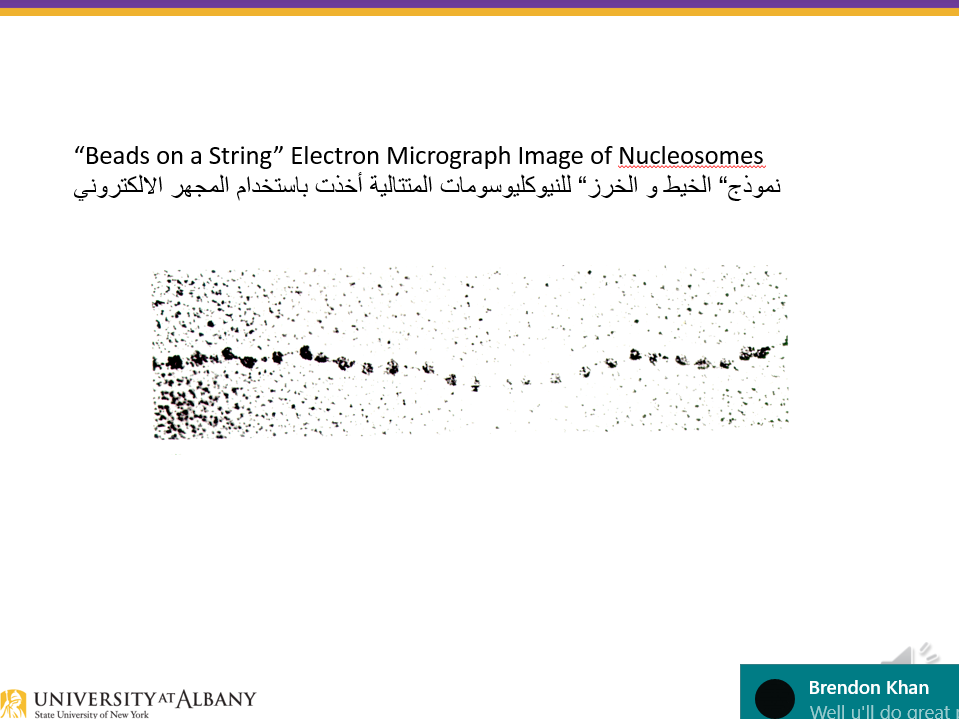 “Beads on a String” Electron Micrograph Image of Nucleosomes
نموذج“ الخيط و الخرز“ للنيوكليوسومات المتتالية أخذت باستخدام المجهر الالكتروني
UNIVERSITY AT ALBANY
State University of New York
Brendon Khan
Well u'll do great